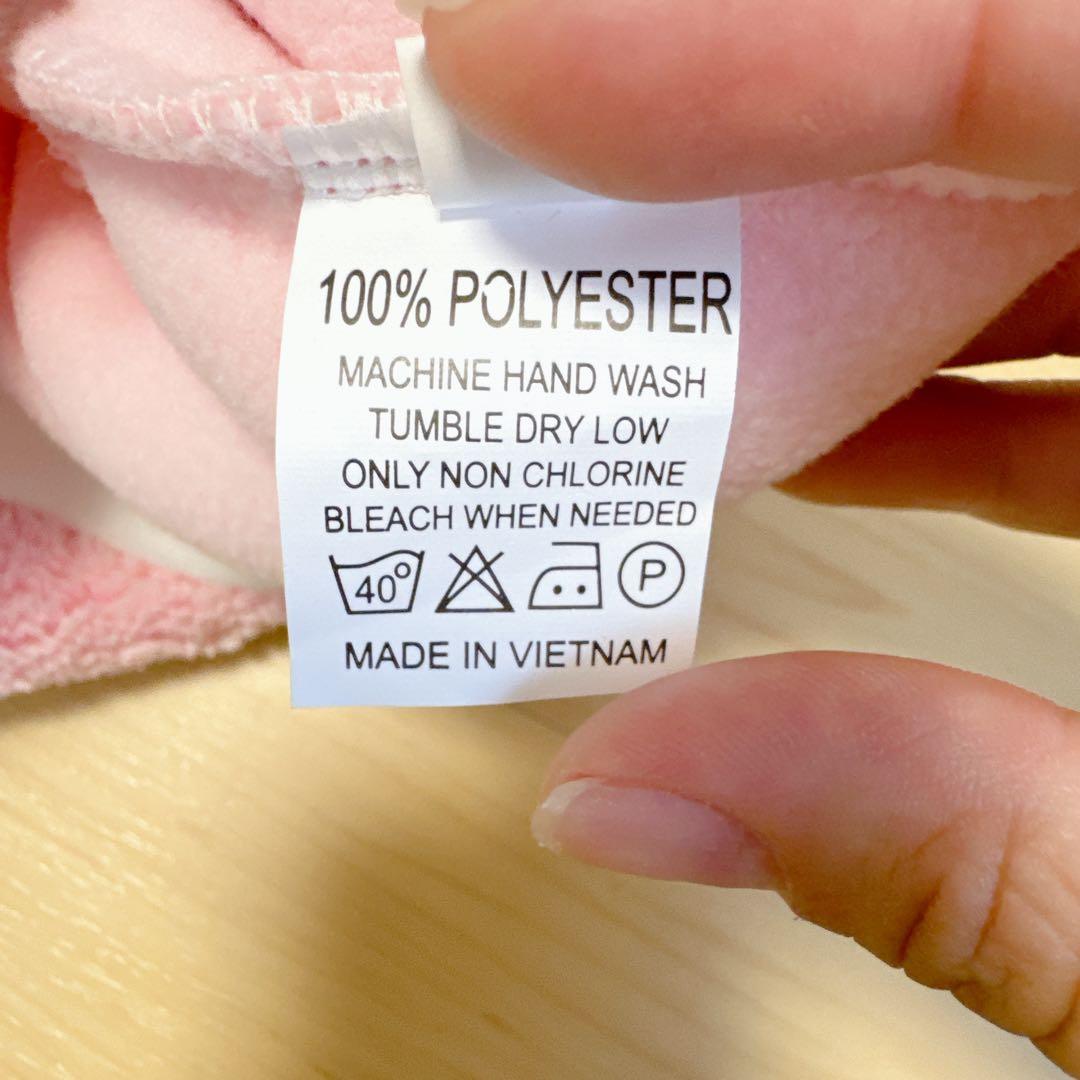 100% POLYESTER
MACHINE HAND WASH
TUMBLE DRY LOW
ONLY NON CHLORINE
BLEACH WHEN NEEDED
40° P
MADE IN VIETNAM